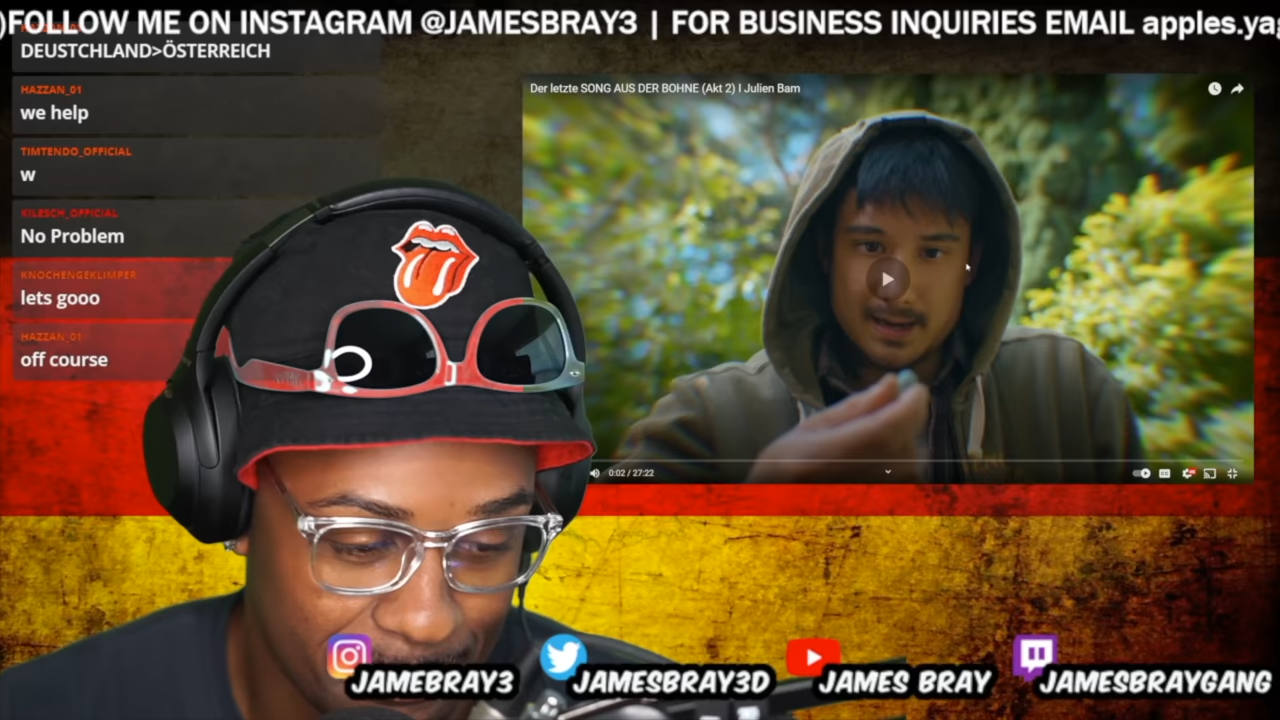 )FOLLOW ME ON INSTAGRAM @JAMESBRAY3 | FOR BUSINESS INQUIRIES EMAIL apples.yag
DEUSTCHLAND>ÖSTERREICH
HAZZAN_01
we help
TIMTENDO_OFFICIAL
w
KILESCH_OFFICIAL
No Problem
KNOCHENGEKLIMPER
lets gooo
HAZZAN_01
off course
Der letzte SONG AUS DER BOHNE (Akt 2) I Julien Bam
0:02 / 27:22
JAMEBRAY3
JAMESBRAY3D
JAMES BRAY
JAMESBRAYGANG